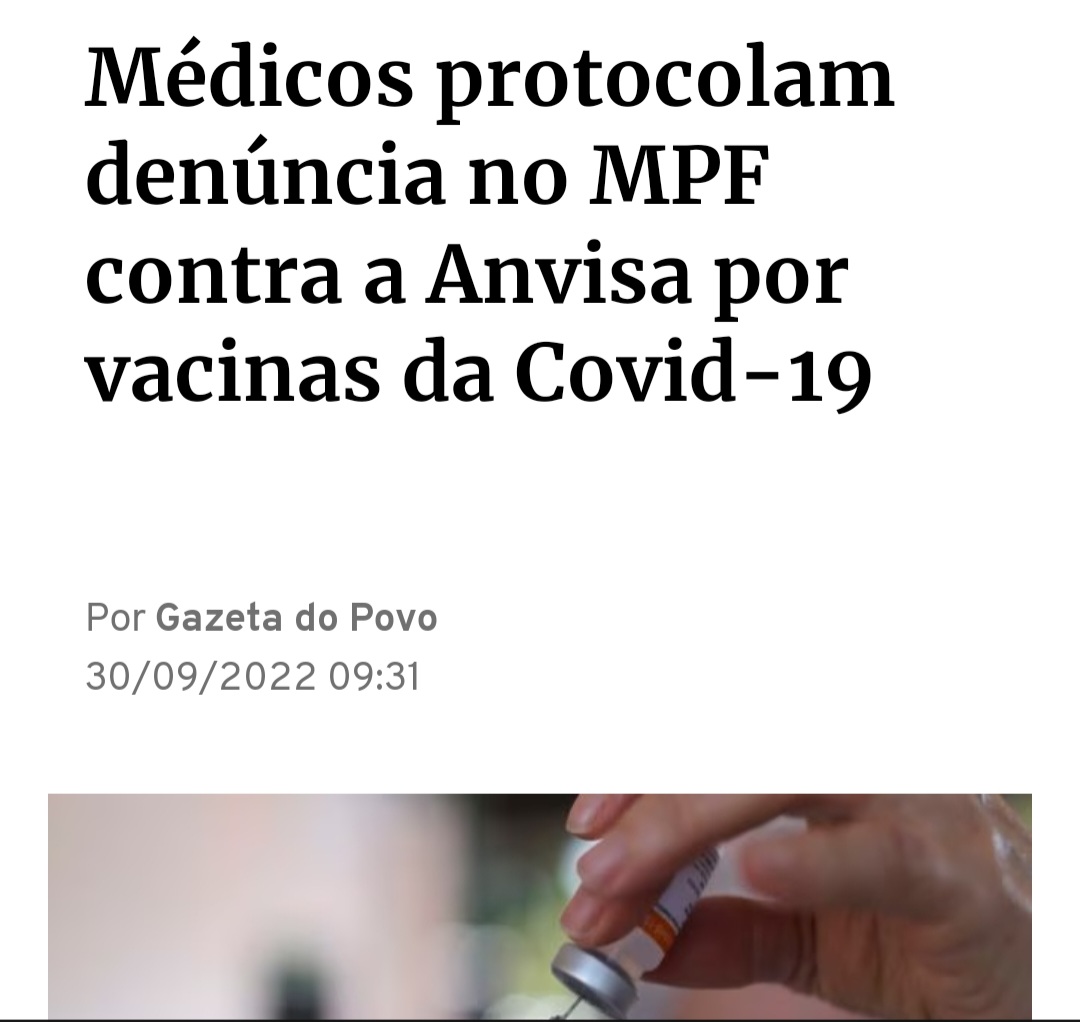 Médicos protocolam
denúncia no MPF
contra a Anvisa por
vacinas da Covid-19
Por Gazeta do Povo
30/09/2022 09:31